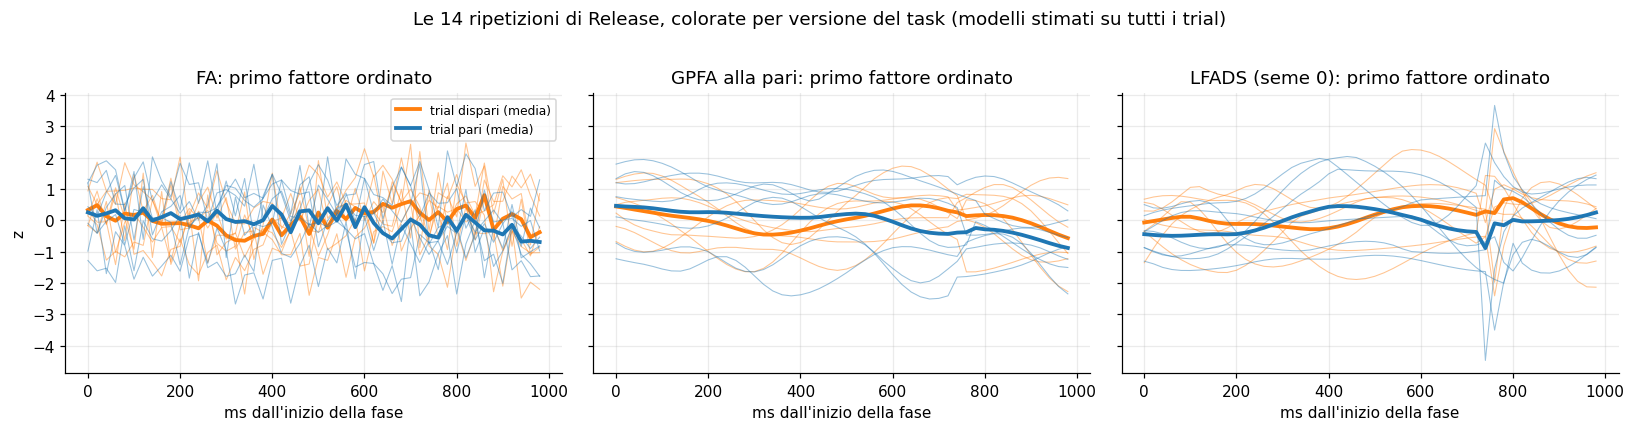 Le 14 ripetizioni di Release, colorate per versione del task (modelli stimati su tutti i trial)
FA: primo fattore ordinato
GPFA alla pari: primo fattore ordinato
LFADS (seme 0): primo fattore ordinato
trial dispari (media)
trial pari (media)
z
4
3
2
1
0
−1
−2
−3
−4
0 200 400 600 800 1000
0 200 400 600 800 1000
0 200 400 600 800 1000
ms dall'inizio della fase
ms dall'inizio della fase
ms dall'inizio della fase